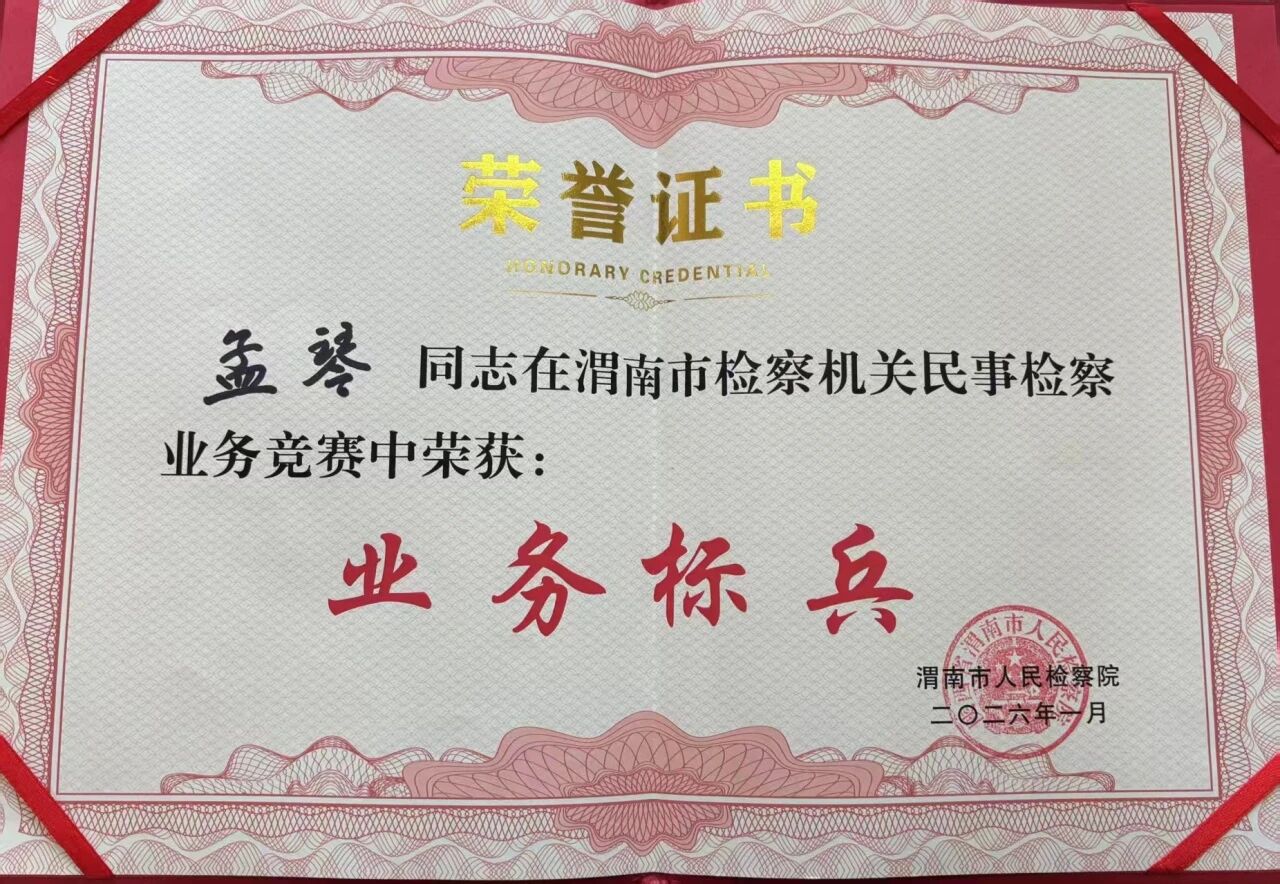 荣誉证书
HONORARY CREDENTIAL
孟琴 同志在渭南市检察机关民事检察
业务竞赛中荣获：
业务标兵
渭南市人民检察院
二〇二六年一月